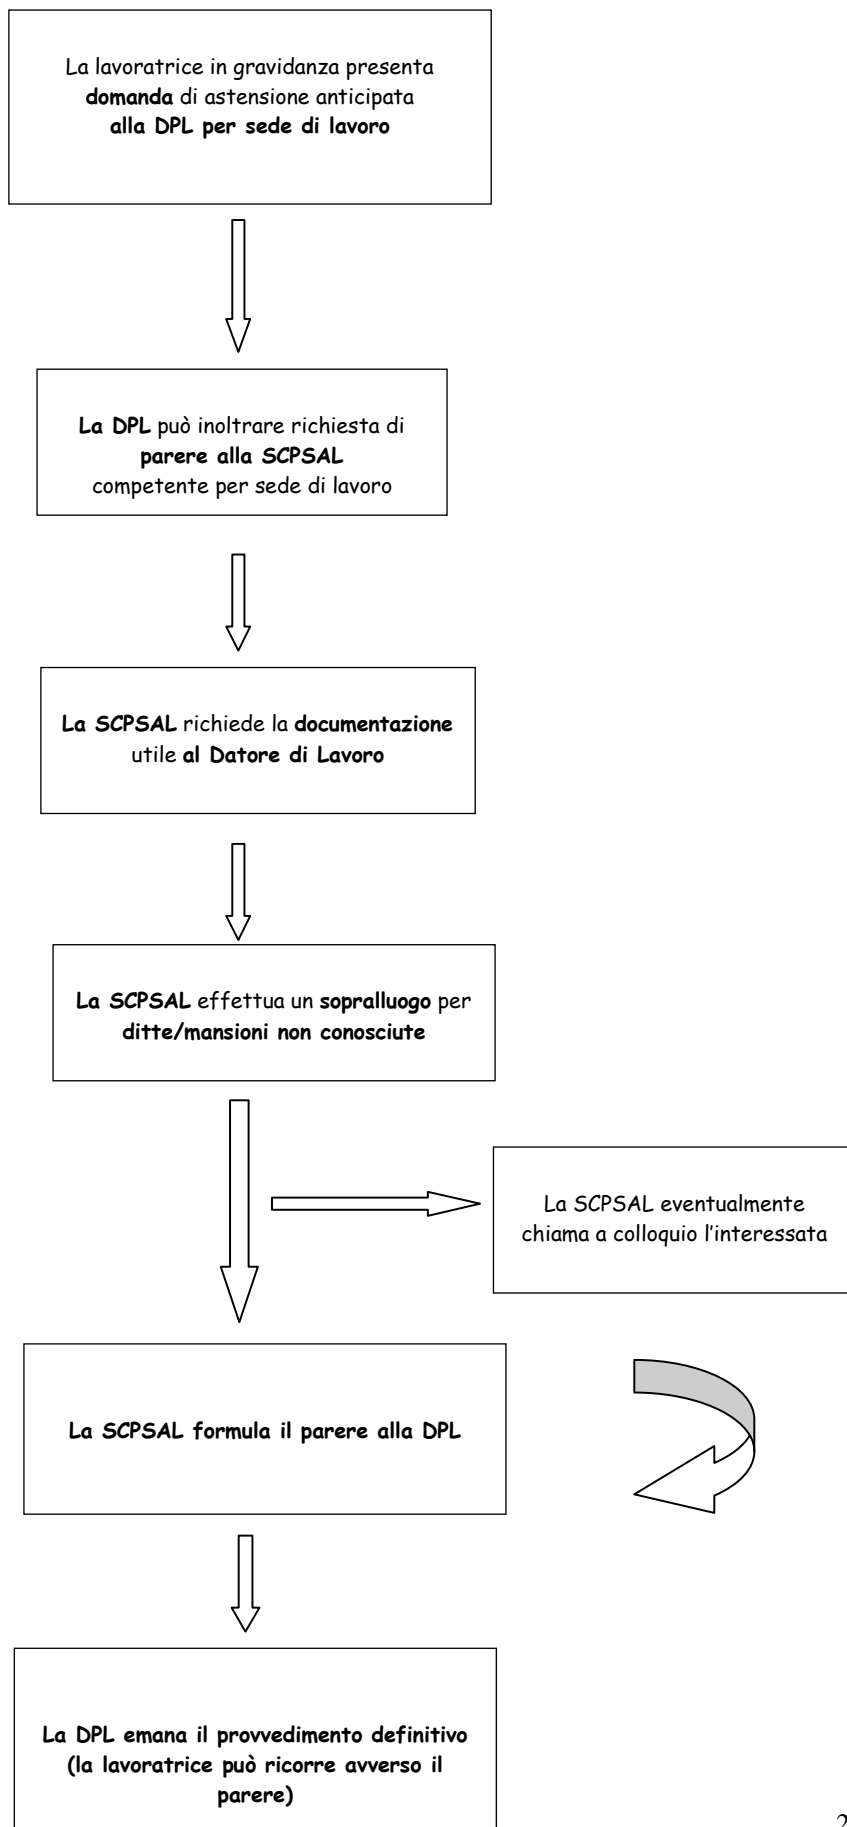 La lavoratrice in gravidanza presenta
domanda di astensione anticipata
alla DPL per sede di lavoro
La DPL può inoltrare richiesta di
parere alla SCPSAL
competente per sede di lavoro
La SCPSAL richiede la documentazione
utile al Datore di Lavoro
La SCPSAL effettua un sopralluogo per
ditte/mansioni non conosciute
La SCPSAL eventualmente
chiama a colloquio l'interessata
La SCPSAL formula il parere alla DPL
La DPL emana il provvedimento definitivo
(la lavoratrice può ricorre avverso il
parere)
2